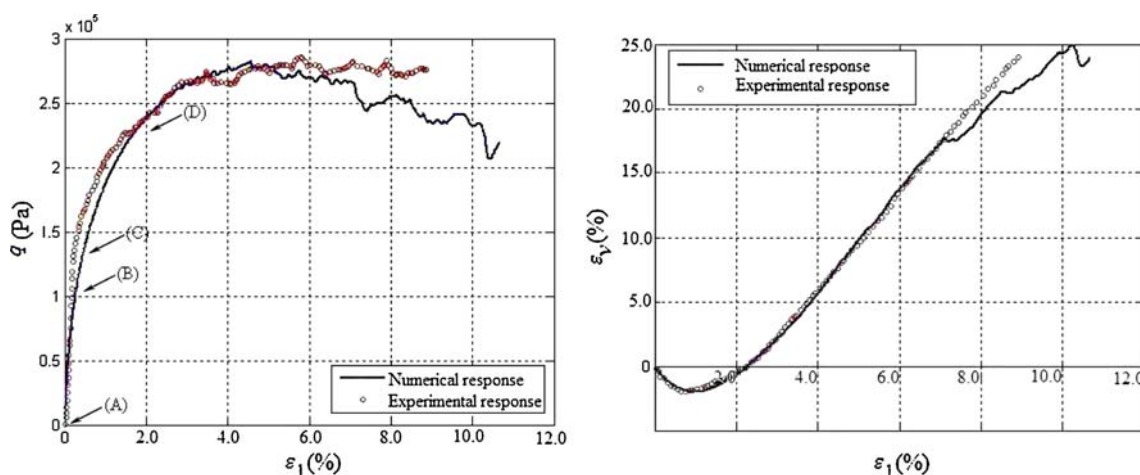 × 10⁵
3
2.5
2
1.5
1
0.5
0
q (Pa)
(A)
(B)
(C)
(D)
Numerical response
Experimental response
0 2.0 4.0 6.0 8.0 10.0 12.0
ε₁(%)
25.0
20.0
15.0
10.0
5.0
0
εᵥ(%)
Numerical response
Experimental response
2.0 4.0 6.0 8.0 10.0 12.0
ε₁(%)